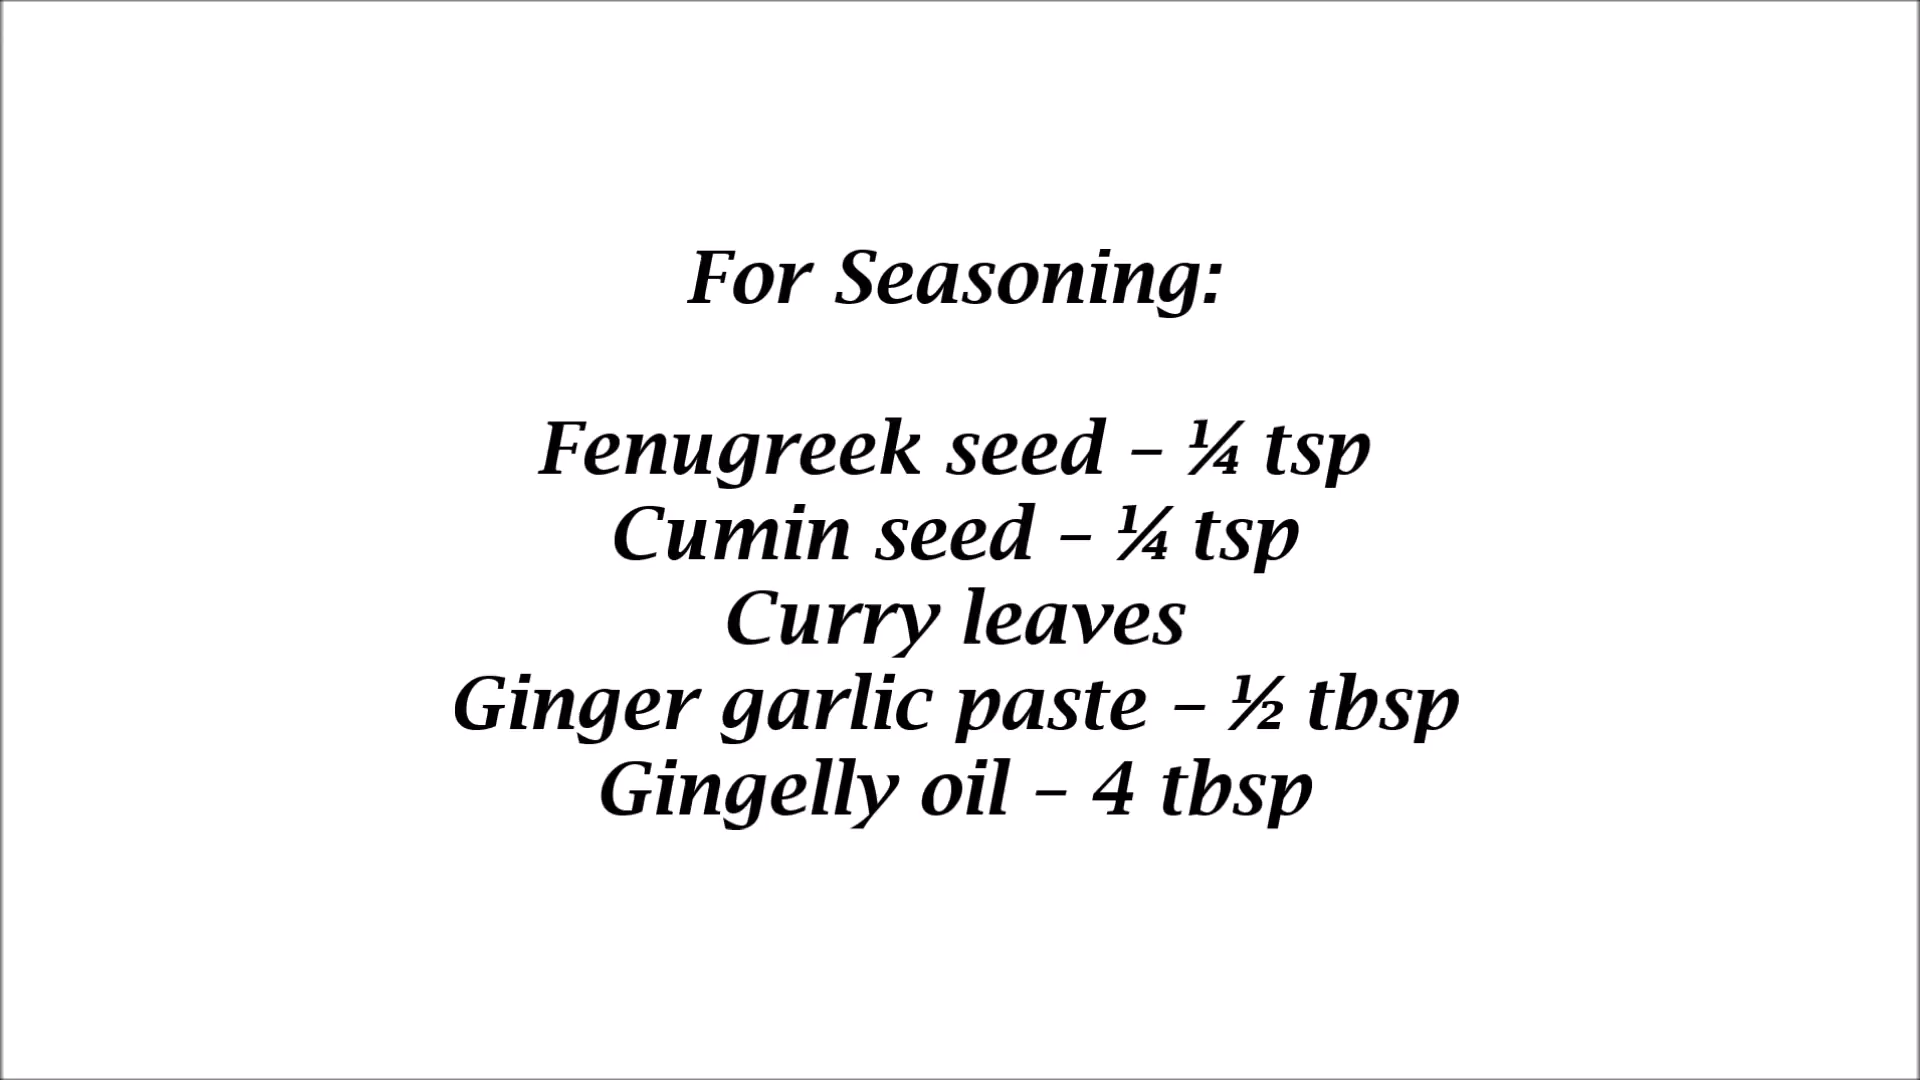 For Seasoning:
Fenugreek seed – ¼ tsp
Cumin seed – ¼ tsp
Curry leaves
Ginger garlic paste – ½ tbsp
Gingelly oil – 4 tbsp